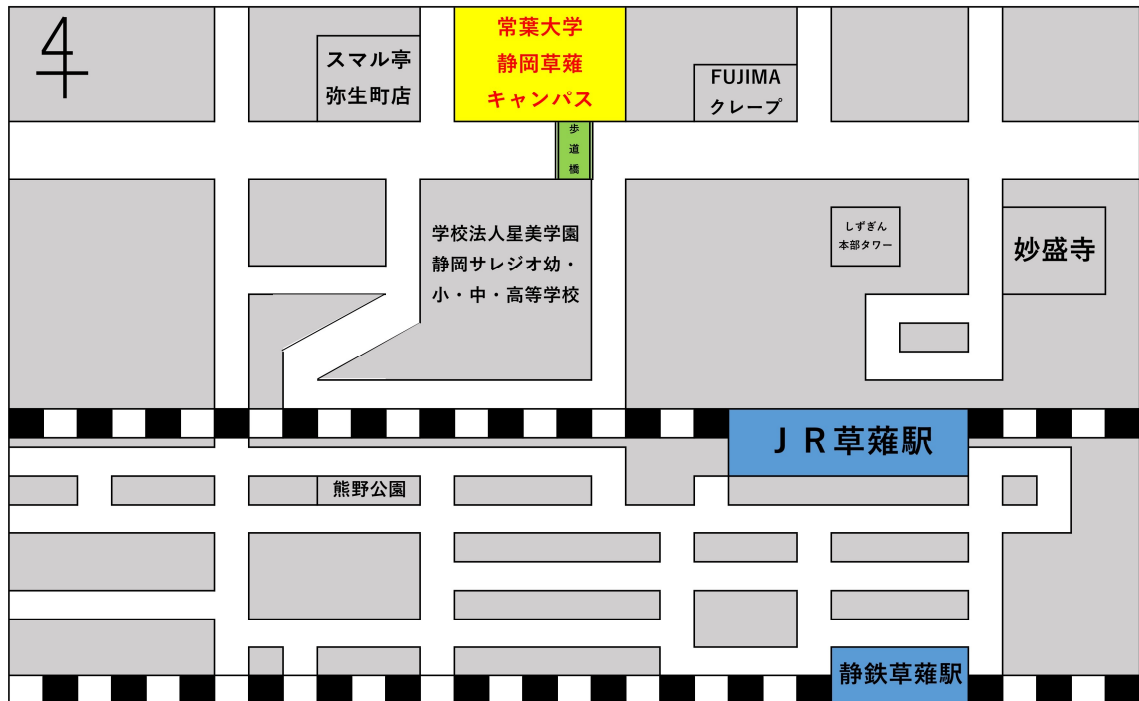 常葉大学
静岡草薙
キャンパス
スマル亭
弥生町店
FUJIMA
クレープ
歩
道
橋
学校法人星美学園
静岡サレジオ幼・
小・中・高等学校
しずぎん
本部タワー
妙盛寺
ＪＲ草薙駅
熊野公園
静鉄草薙駅